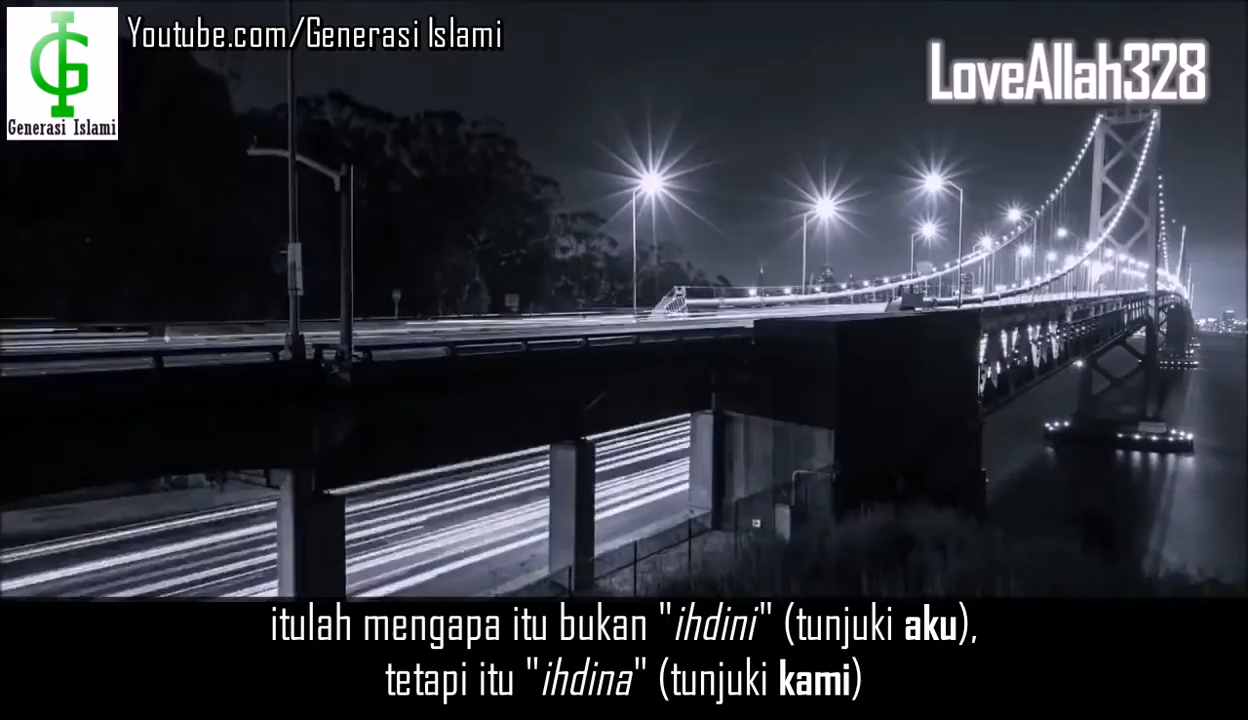 Youtube.com/Generasi Islami
LoveAllah328
GI
Generasi Islami
itulah mengapa itu bukan "ihdini" (tunjuki aku),
tetapi itu "ihdina" (tunjuki kami)